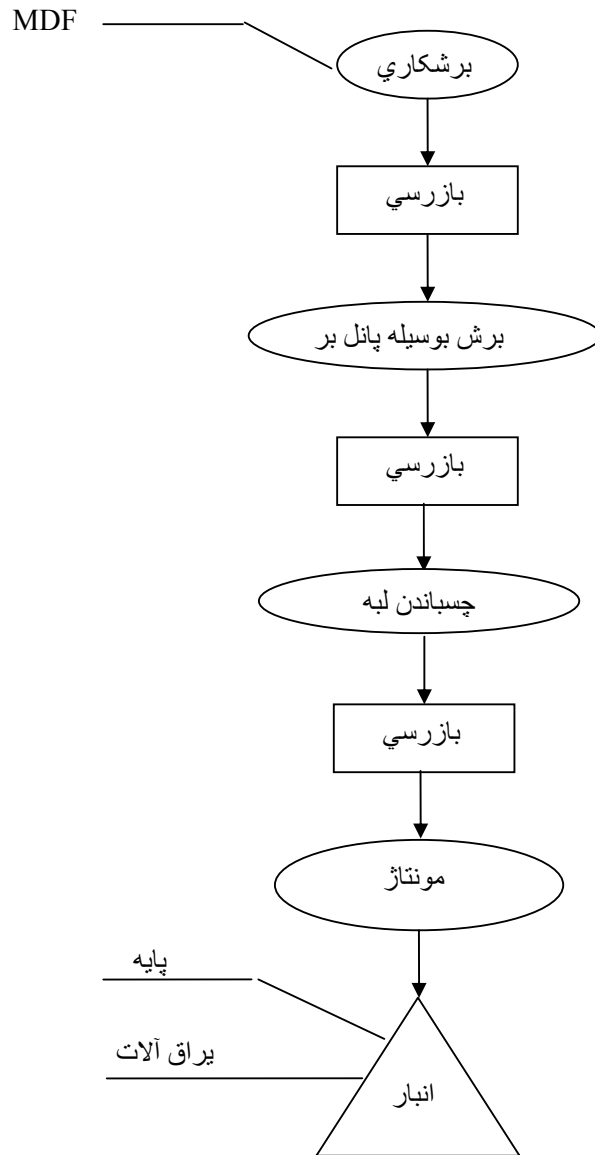 MDF
برشكاري
بازرسي
برش بوسيله پانل بر
بازرسي
چسباندن لبه
بازرسي
مونتاژ
پايه
يراق آلات
انبار